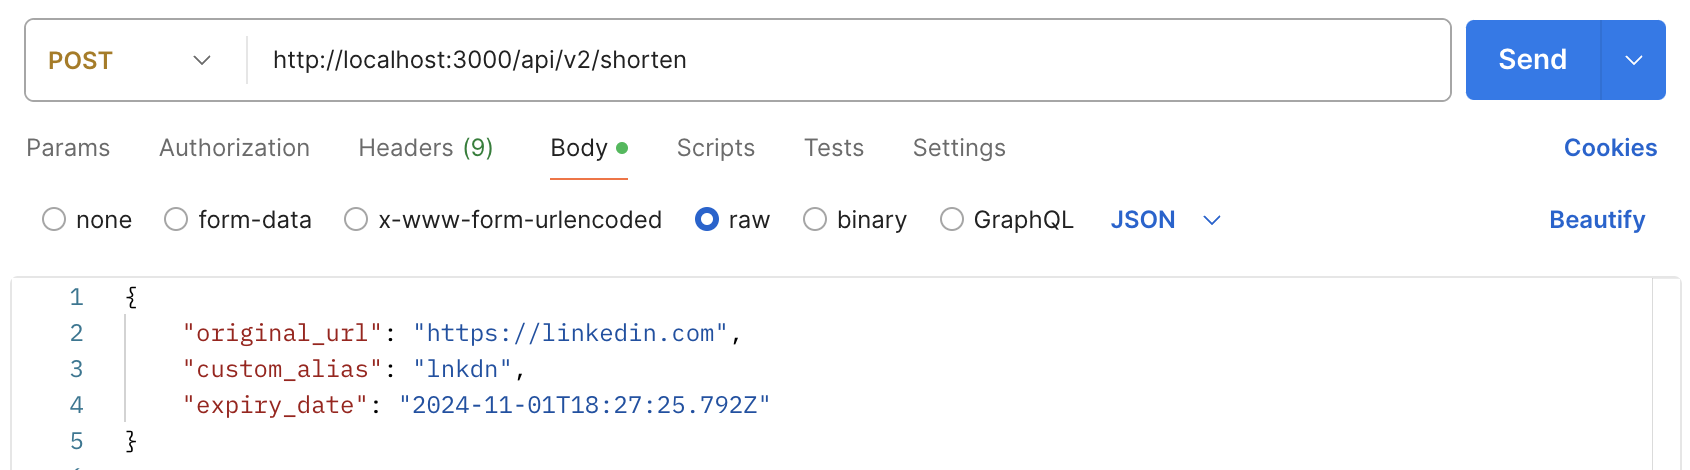 POST http://localhost:3000/api/v2/shorten Send
Params Authorization Headers (9) Body Scripts Tests Settings Cookies
none form-data x-www-form-urlencoded raw binary GraphQL JSON Beautify
1 {
2 "original_url": "https://linkedin.com",
3 "custom_alias": "lnkdn",
4 "expiry_date": "2024-11-01T18:27:25.792Z"
5 }